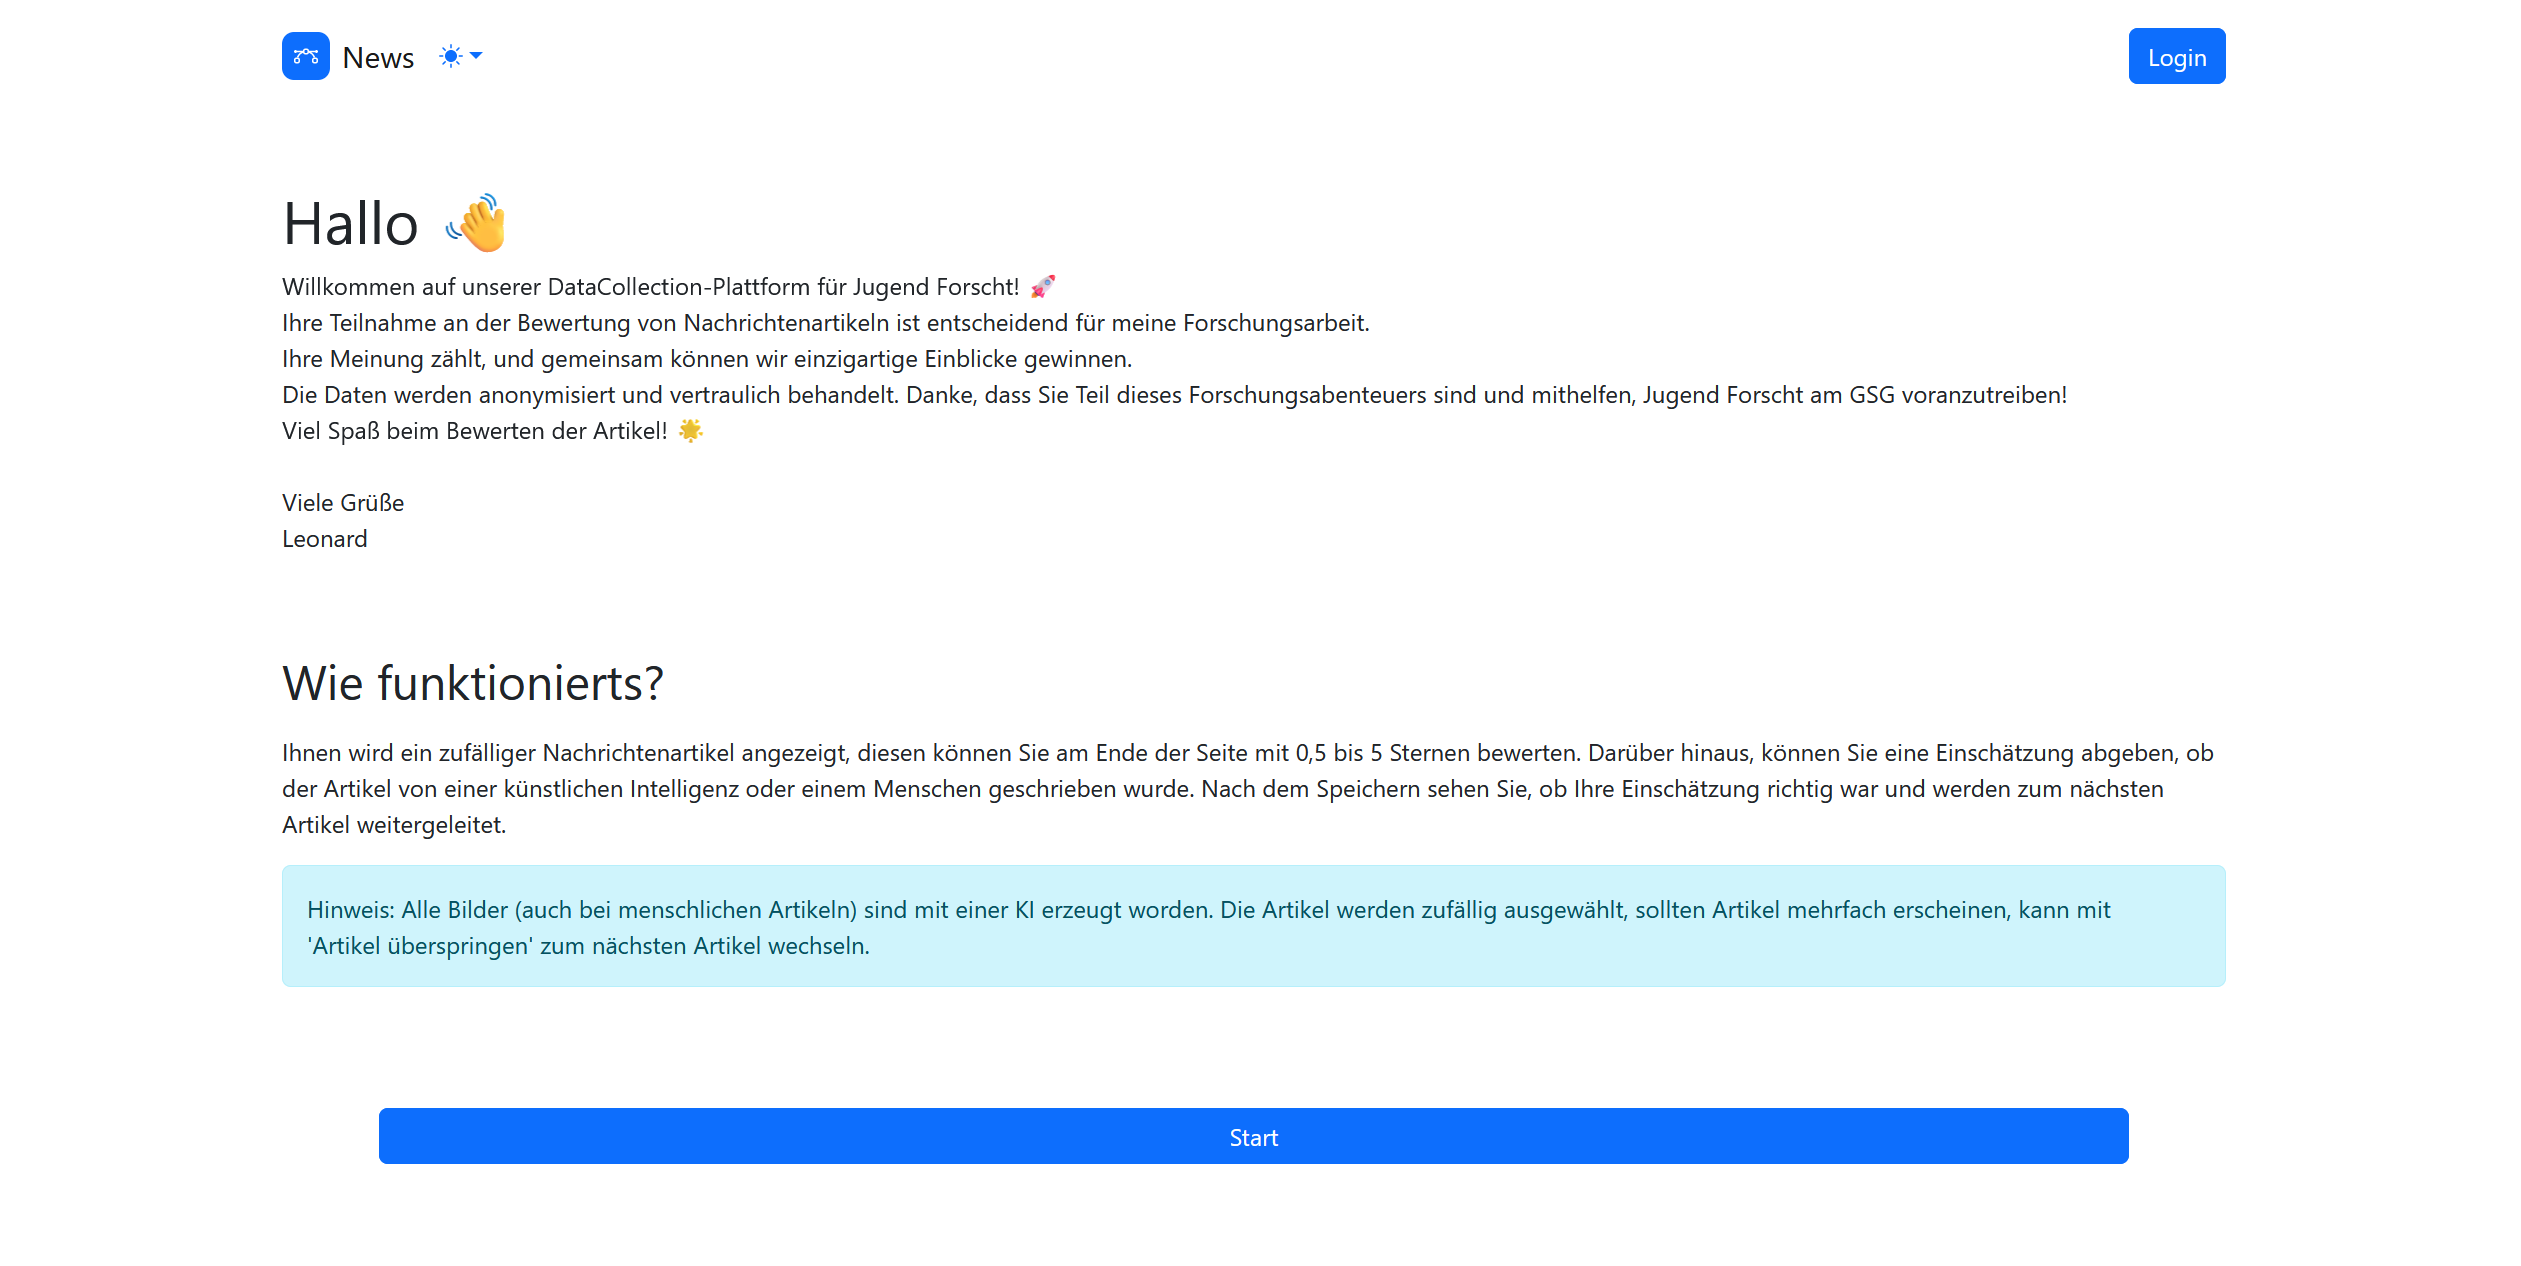 News
Login
Hallo 👋
Willkommen auf unserer DataCollection-Plattform für Jugend Forscht! 🚀
Ihre Teilnahme an der Bewertung von Nachrichtenartikeln ist entscheidend für meine Forschungsarbeit.
Ihre Meinung zählt, und gemeinsam können wir einzigartige Einblicke gewinnen.
Die Daten werden anonymisiert und vertraulich behandelt. Danke, dass Sie Teil dieses Forschungsabenteuers sind und mithelfen, Jugend Forscht am GSG voranzutreiben!
Viel Spaß beim Bewerten der Artikel! 🌟
Viele Grüße
Leonard
Wie funktionierts?
Ihnen wird ein zufälliger Nachrichtenartikel angezeigt, diesen können Sie am Ende der Seite mit 0,5 bis 5 Sternen bewerten. Darüber hinaus, können Sie eine Einschätzung abgeben, ob
der Artikel von einer künstlichen Intelligenz oder einem Menschen geschrieben wurde. Nach dem Speichern sehen Sie, ob Ihre Einschätzung richtig war und werden zum nächsten
Artikel weitergeleitet.
Hinweis: Alle Bilder (auch bei menschlichen Artikeln) sind mit einer KI erzeugt worden. Die Artikel werden zufällig ausgewählt, sollten Artikel mehrfach erscheinen, kann mit
'Artikel überspringen' zum nächsten Artikel wechseln.
Start